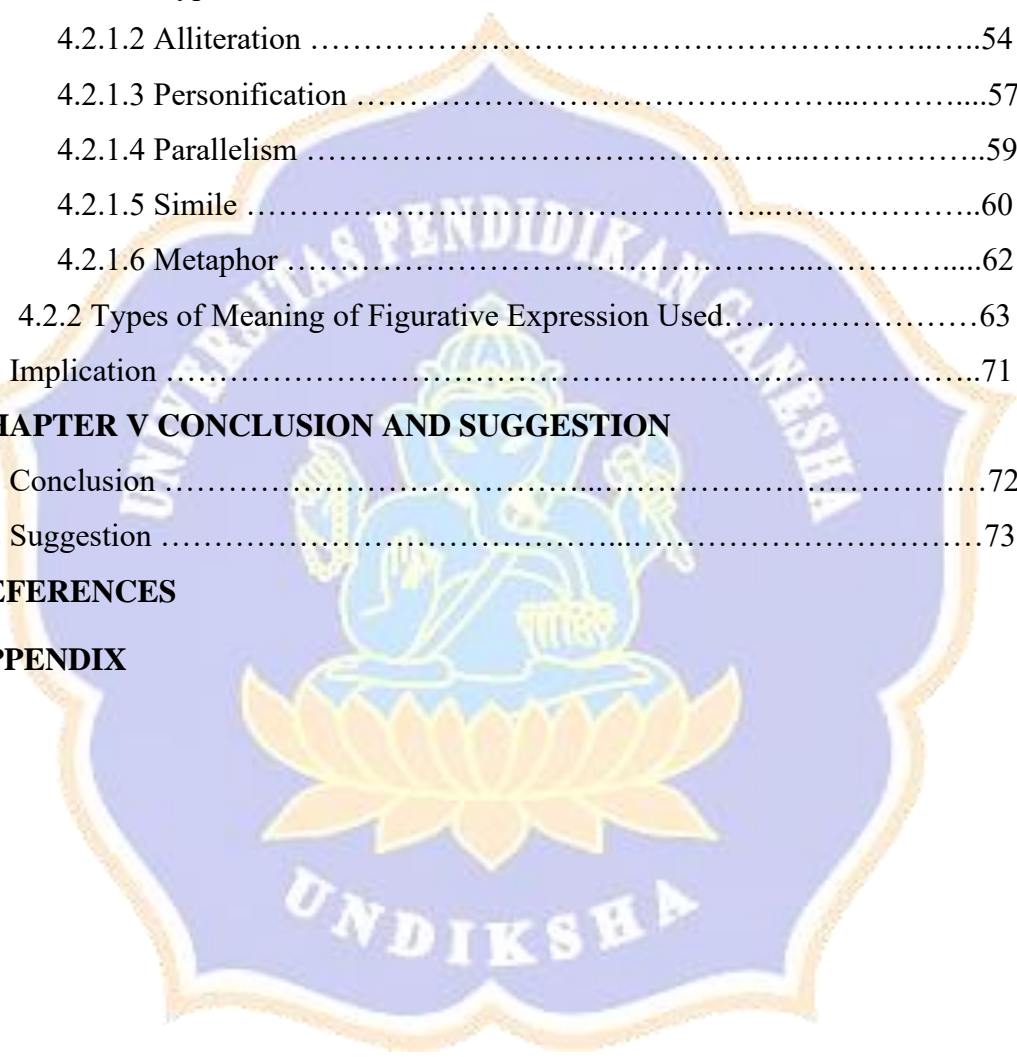 4.2.1.2 Alliteration ……………………………………………..…..54
4.2.1.3 Personification …………………………………………...………....57
4.2.1.4 Parallelism …………………………………………...……………..59
4.2.1.5 Simile ……………………………………………..………………..60
4.2.1.6 Metaphor ……………………………………………..………….....62
4.2.2 Types of Meaning of Figurative Expression Used……………………63
Implication …………………………………………………………………..71
HAPTER V CONCLUSION AND SUGGESTION
Conclusion …………………………………...…………………………………72
Suggestion ……………………………………..………………………………73
EFERENCES
PPENDIX
UNIVERSITAS PENDIDIKAN GANESHA
UNDIKSHA